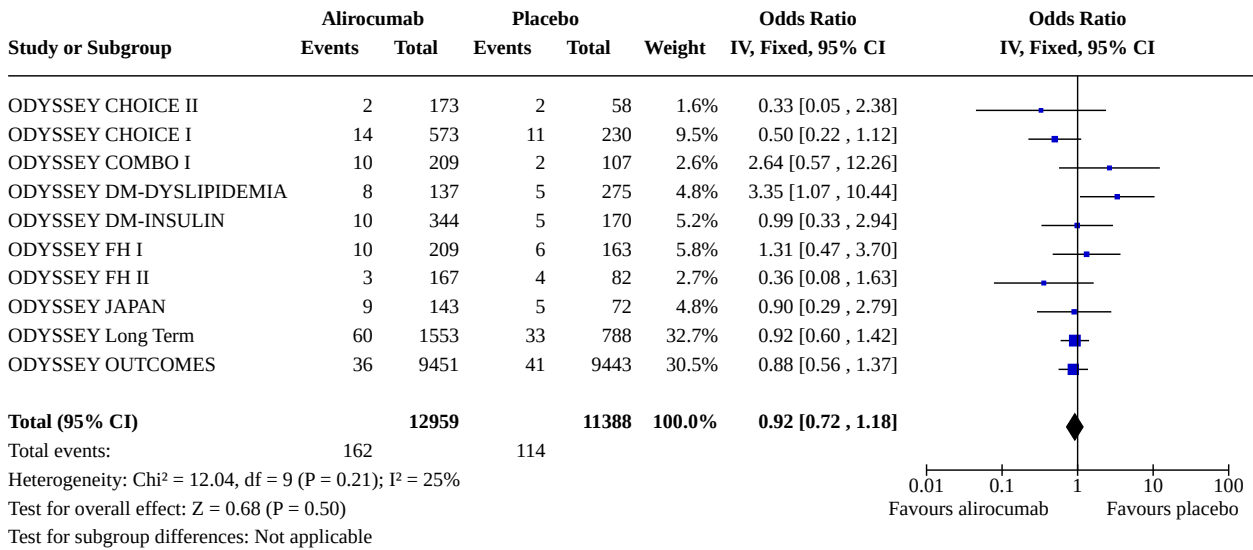 Alirocumab Placebo Odds Ratio Odds Ratio
Study or Subgroup Events Total Events Total Weight IV, Fixed, 95% CI IV, Fixed, 95% CI
ODYSSEY CHOICE II 2 173 2 58 1.6% 0.33 [0.05 , 2.38]
ODYSSEY CHOICE I 14 573 11 230 9.5% 0.50 [0.22 , 1.12]
ODYSSEY COMBO I 10 209 2 107 2.6% 2.64 [0.57 , 12.26]
ODYSSEY DM-DYSLIPIDEMIA 8 137 5 275 4.8% 3.35 [1.07 , 10.44]
ODYSSEY DM-INSULIN 10 344 5 170 5.2% 0.99 [0.33 , 2.94]
ODYSSEY FH I 10 209 6 163 5.8% 1.31 [0.47 , 3.70]
ODYSSEY FH II 3 167 4 82 2.7% 0.36 [0.08 , 1.63]
ODYSSEY JAPAN 9 143 5 72 4.8% 0.90 [0.29 , 2.79]
ODYSSEY Long Term 60 1553 33 788 32.7% 0.92 [0.60 , 1.42]
ODYSSEY OUTCOMES 36 9451 41 9443 30.5% 0.88 [0.56 , 1.37]
Total (95% CI) 12959 11388 100.0% 0.92 [0.72 , 1.18]
Total events: 162 114
Heterogeneity: Chi² = 12.04, df = 9 (P = 0.21); I² = 25%
Test for overall effect: Z = 0.68 (P = 0.50)
Test for subgroup differences: Not applicable
0.01 0.1 1 10 100
Favours alirocumab Favours placebo